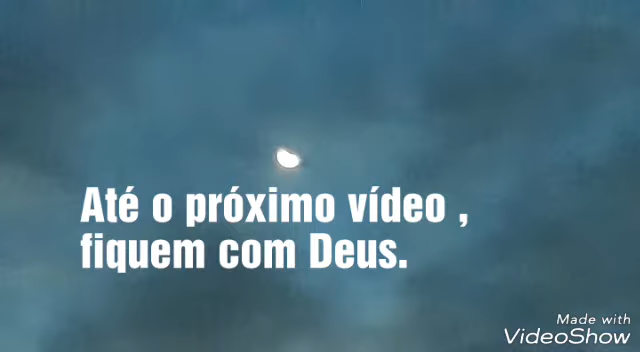 Até o próximo vídeo ,
fiquem com Deus.
Made with
VideoShow